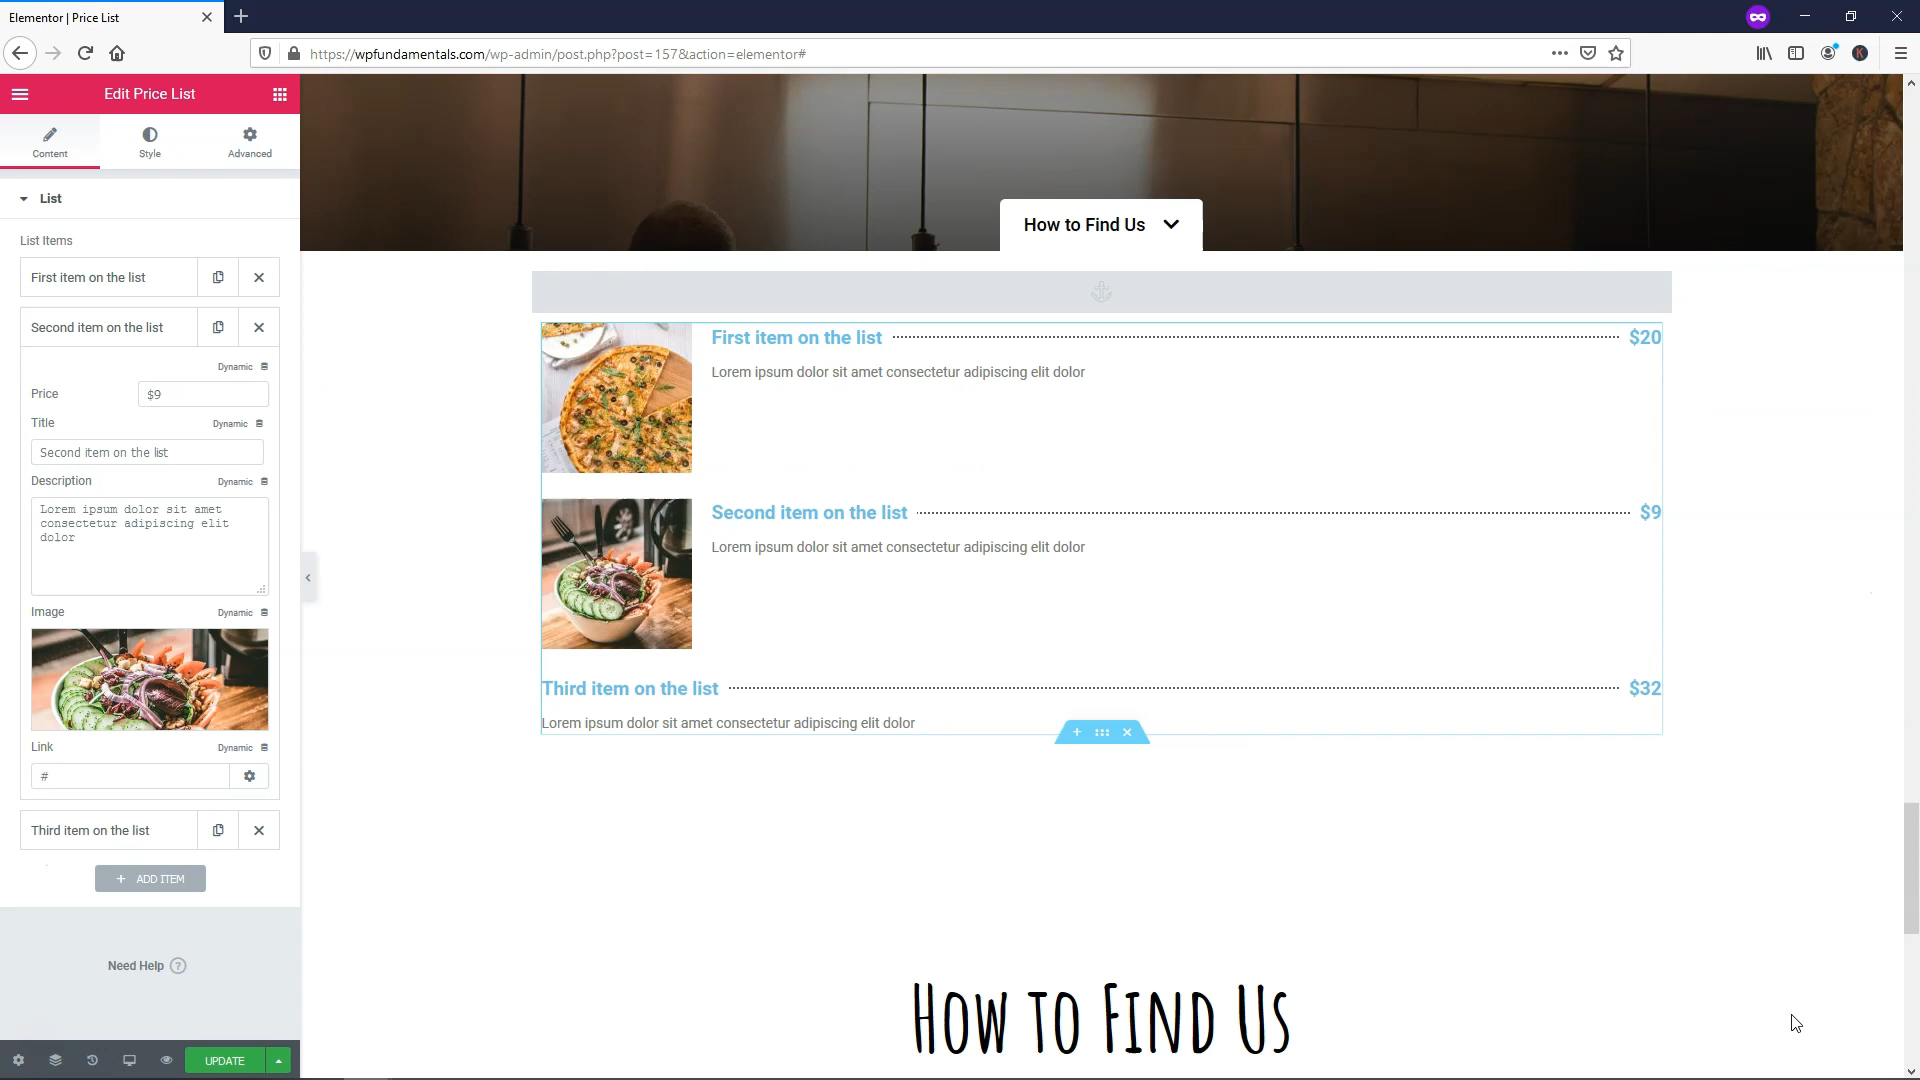 Elementor | Price List
https://wpfundamentals.com/wp-admin/post.php?post=157&action=elementor#
K
Edit Price List
Content
Style
Advanced
List
List Items
First item on the list
Second item on the list
Dynamic
Price
$9
Title
Dynamic
Second item on the list
Description
Dynamic
Lorem ipsum dolor sit amet
consectetur adipiscing elit
dolor
Image
Dynamic
Link
Dynamic
#
Third item on the list
+ ADD ITEM
Need Help ?
UPDATE
How to Find Us
First item on the list $20
Lorem ipsum dolor sit amet consectetur adipiscing elit dolor
Second item on the list $9
Lorem ipsum dolor sit amet consectetur adipiscing elit dolor
Third item on the list $32
Lorem ipsum dolor sit amet consectetur adipiscing elit dolor
How to Find Us